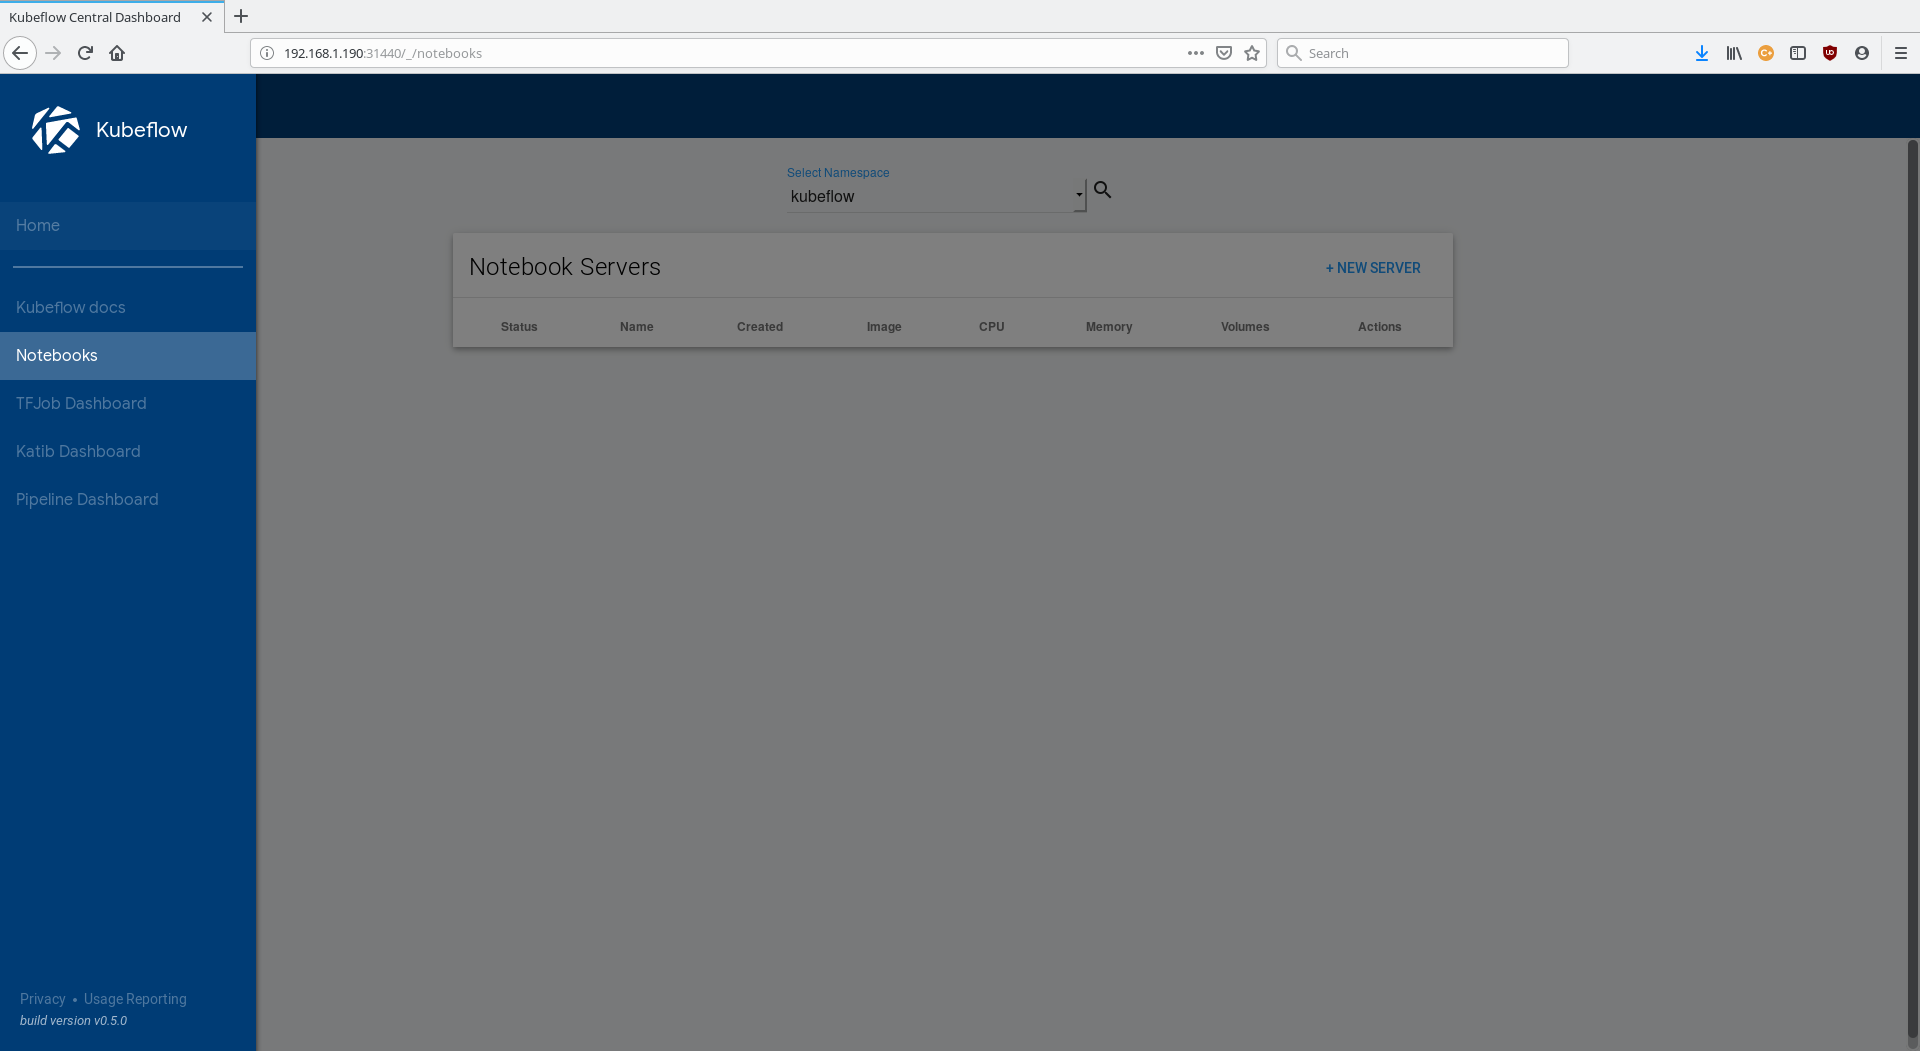 Kubeflow Central Dashboard
192.168.1.190:31440/_/notebooks
Search
Kubeflow
Home
Kubeflow docs
Notebooks
TFJob Dashboard
Katib Dashboard
Pipeline Dashboard
Privacy • Usage Reporting
build version v0.5.0
Select Namespace
kubeflow
Notebook Servers
+ NEW SERVER
Status Name Created Image CPU Memory Volumes Actions